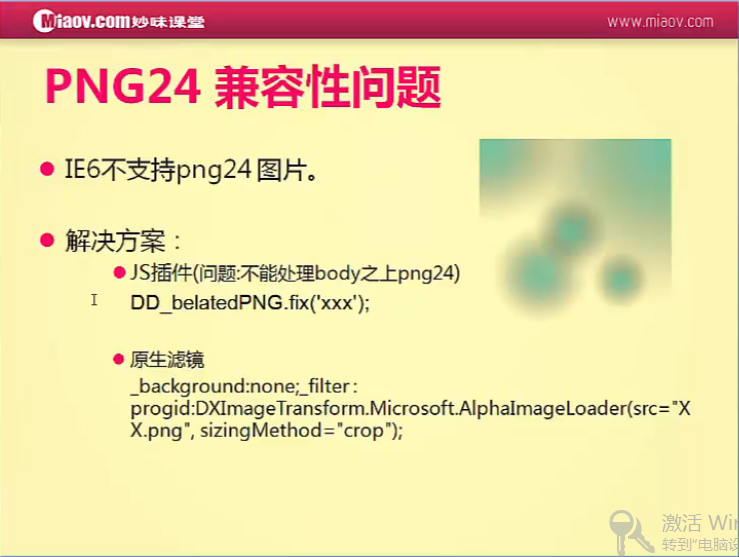 Miaov.com妙味课堂
www.miaov.com
PNG24 兼容性问题
IE6不支持png24 图片。
解决方案：
JS插件(问题:不能处理body之上png24)
DD_belatedPNG.fix('xxx');
原生滤镜
_background:none;_filter :
progid:DXImageTransform.Microsoft.AlphaImageLoader(src="X
X.png", sizingMethod="crop");
激活 Win
转到"电脑设